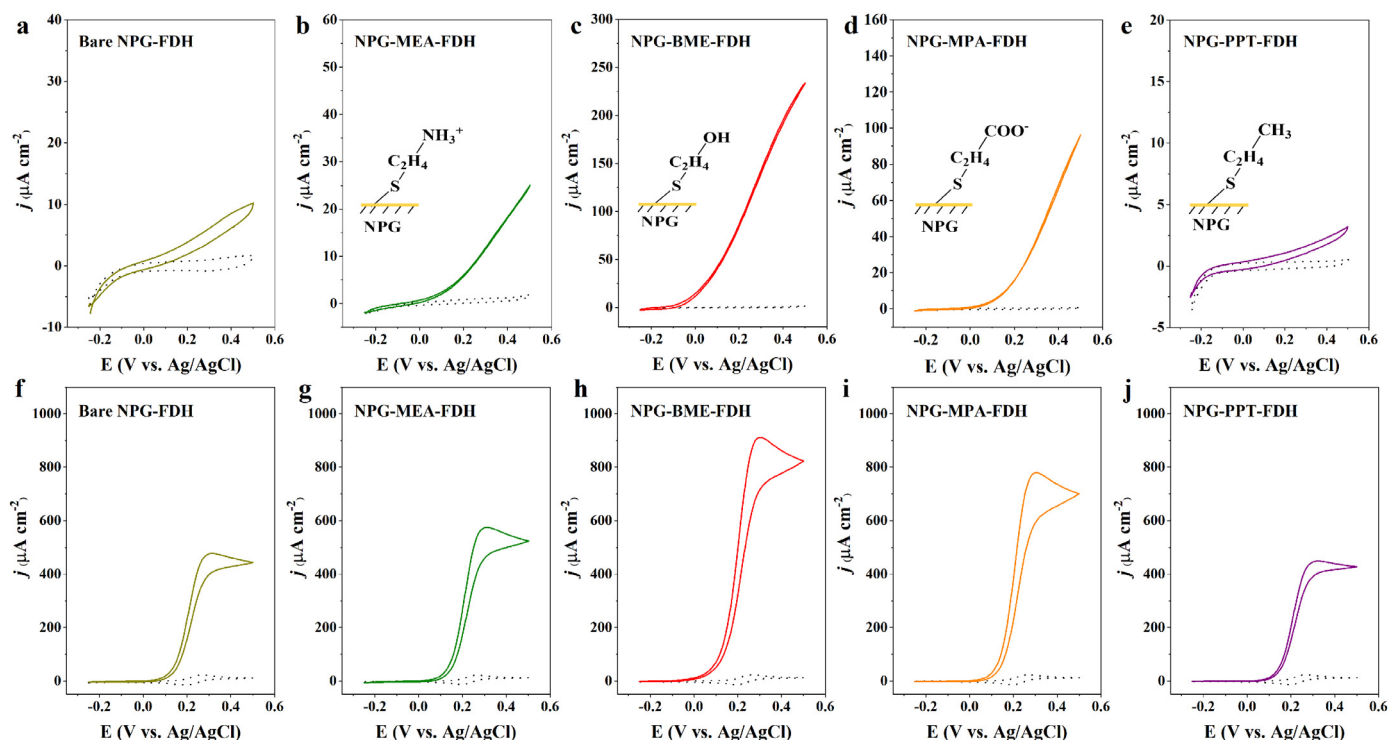 a
Bare NPG-FDH
40
30
20
10
0
-10
j (μA cm-2)
-0.2 0.0 0.2 0.4 0.6
E (V vs. Ag/AgCl)
b
NPG-MEA-FDH
60
50
40
30
20
10
0
j (μA cm-2)
NH3+
C2H4
S
NPG
-0.2 0.0 0.2 0.4 0.6
E (V vs. Ag/AgCl)
c
NPG-BME-FDH
300
250
200
150
100
50
0
j (μA cm-2)
OH
C2H4
S
NPG
-0.2 0.0 0.2 0.4 0.6
E (V vs. Ag/AgCl)
d
NPG-MPA-FDH
160
140
120
100
80
60
40
20
0
j (μA cm-2)
COO-
C2H4
S
NPG
-0.2 0.0 0.2 0.4 0.6
E (V vs. Ag/AgCl)
e
NPG-PPT-FDH
20
15
10
5
0
-5
j (μA cm-2)
CH3
C2H4
S
NPG
-0.2 0.0 0.2 0.4 0.6
E (V vs. Ag/AgCl)
f
Bare NPG-FDH
1000
800
600
400
200
0
j (μA cm-2)
-0.2 0.0 0.2 0.4 0.6
E (V vs. Ag/AgCl)
g
NPG-MEA-FDH
1000
800
600
400
200
0
j (μA cm-2)
-0.2 0.0 0.2 0.4 0.6
E (V vs. Ag/AgCl)
h
NPG-BME-FDH
1000
800
600
400
200
0
j (μA cm-2)
-0.2 0.0 0.2 0.4 0.6
E (V vs. Ag/AgCl)
i
NPG-MPA-FDH
1000
800
600
400
200
0
j (μA cm-2)
-0.2 0.0 0.2 0.4 0.6
E (V vs. Ag/AgCl)
j
NPG-PPT-FDH
1000
800
600
400
200
0
j (μA cm-2)
-0.2 0.0 0.2 0.4 0.6
E (V vs. Ag/AgCl)